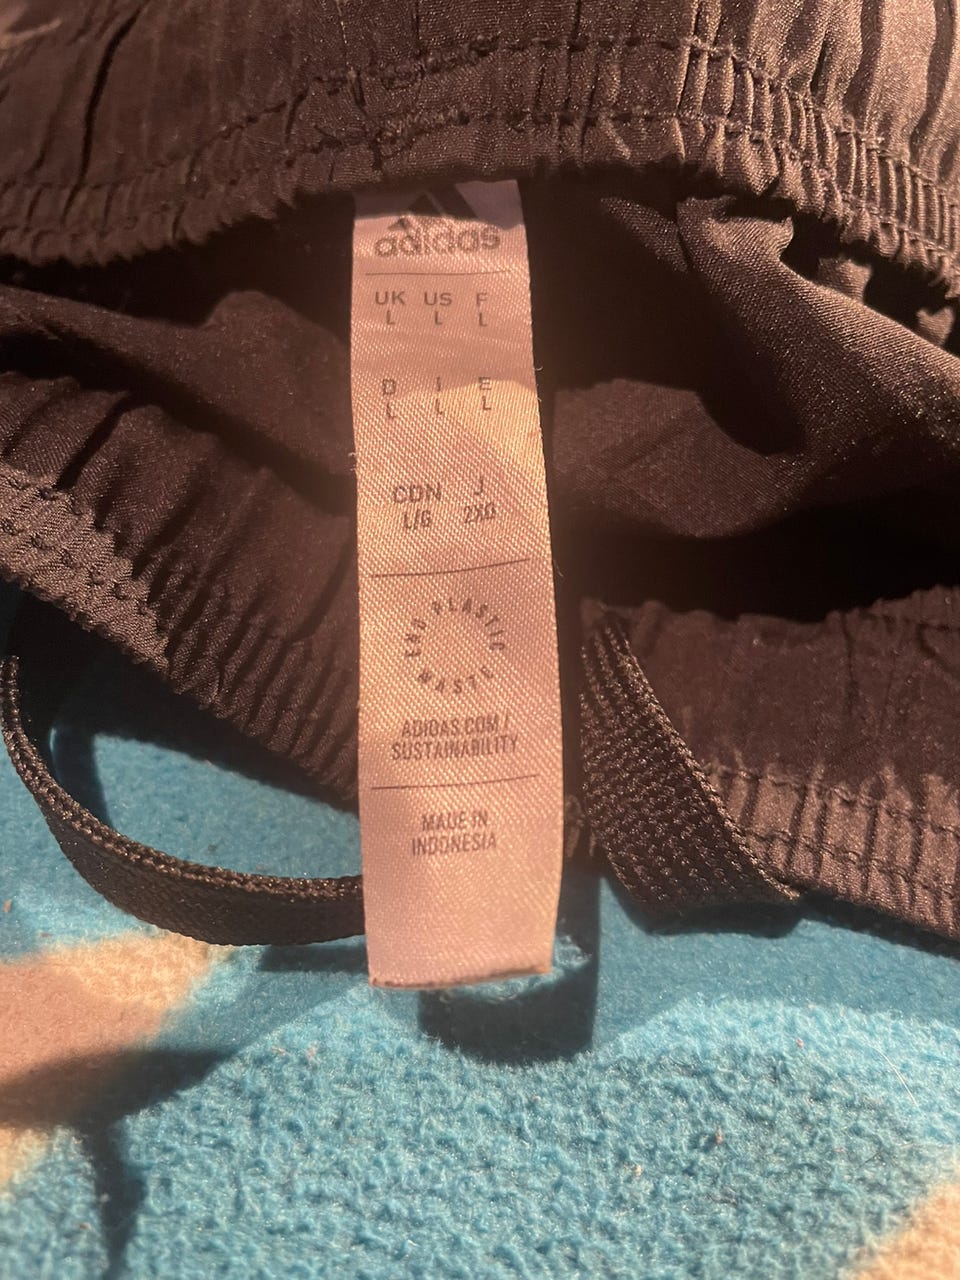 adidas
UK US F
L L L
D I E
L L L
CDN J
L/G 2XO
END PLASTIC WASTE
ADIDAS.COM/
SUSTAINABILITY
MADE IN
INDONESIA